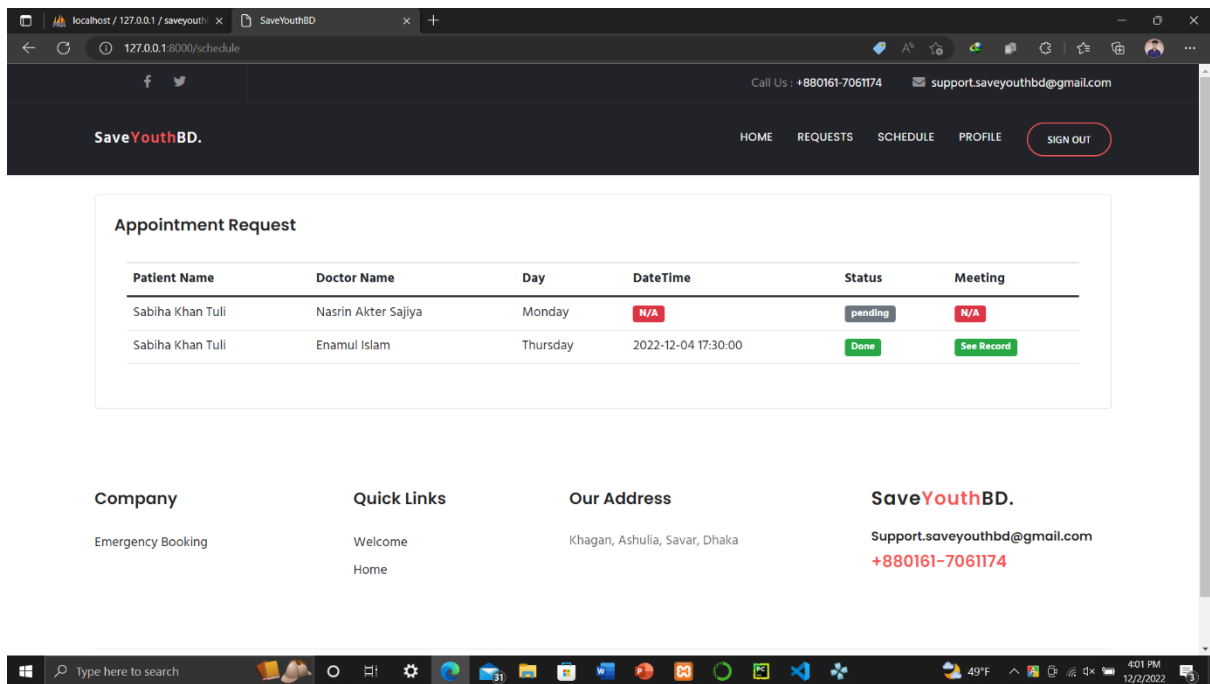 localhost / 127.0.0.1 / saveyouth
SaveYouthBD
127.0.0.1:8000/schedule
Call Us : +880161-7061174
support.saveyouthbd@gmail.com
SaveYouthBD.
HOME REQUESTS SCHEDULE PROFILE SIGN OUT
Appointment Request
Patient Name Doctor Name Day DateTime Status Meeting
Sabiha Khan Tuli Nasrin Akter Sajiya Monday N/A pending N/A
Sabiha Khan Tuli Enamul Islam Thursday 2022-12-04 17:30:00 Done See Record
Company Quick Links Our Address SaveYouthBD.
Emergency Booking Welcome Khagan, Ashulia, Savar, Dhaka Support.saveyouthbd@gmail.com
Home +880161-7061174
Type here to search
31
49°F
4:01 PM
12/2/2022
3